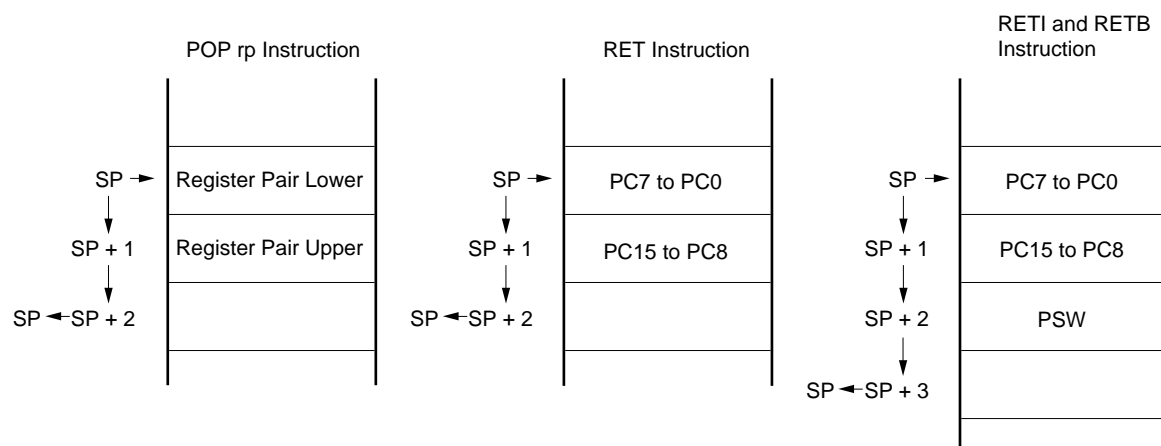 POP rp Instruction
RET Instruction
RETI and RETB
Instruction
SP
Register Pair Lower
SP + 1
Register Pair Upper
SP
SP + 2
SP
PC7 to PC0
SP + 1
PC15 to PC8
SP
SP + 2
SP
PC7 to PC0
SP + 1
PC15 to PC8
SP + 2
PSW
SP
SP + 3